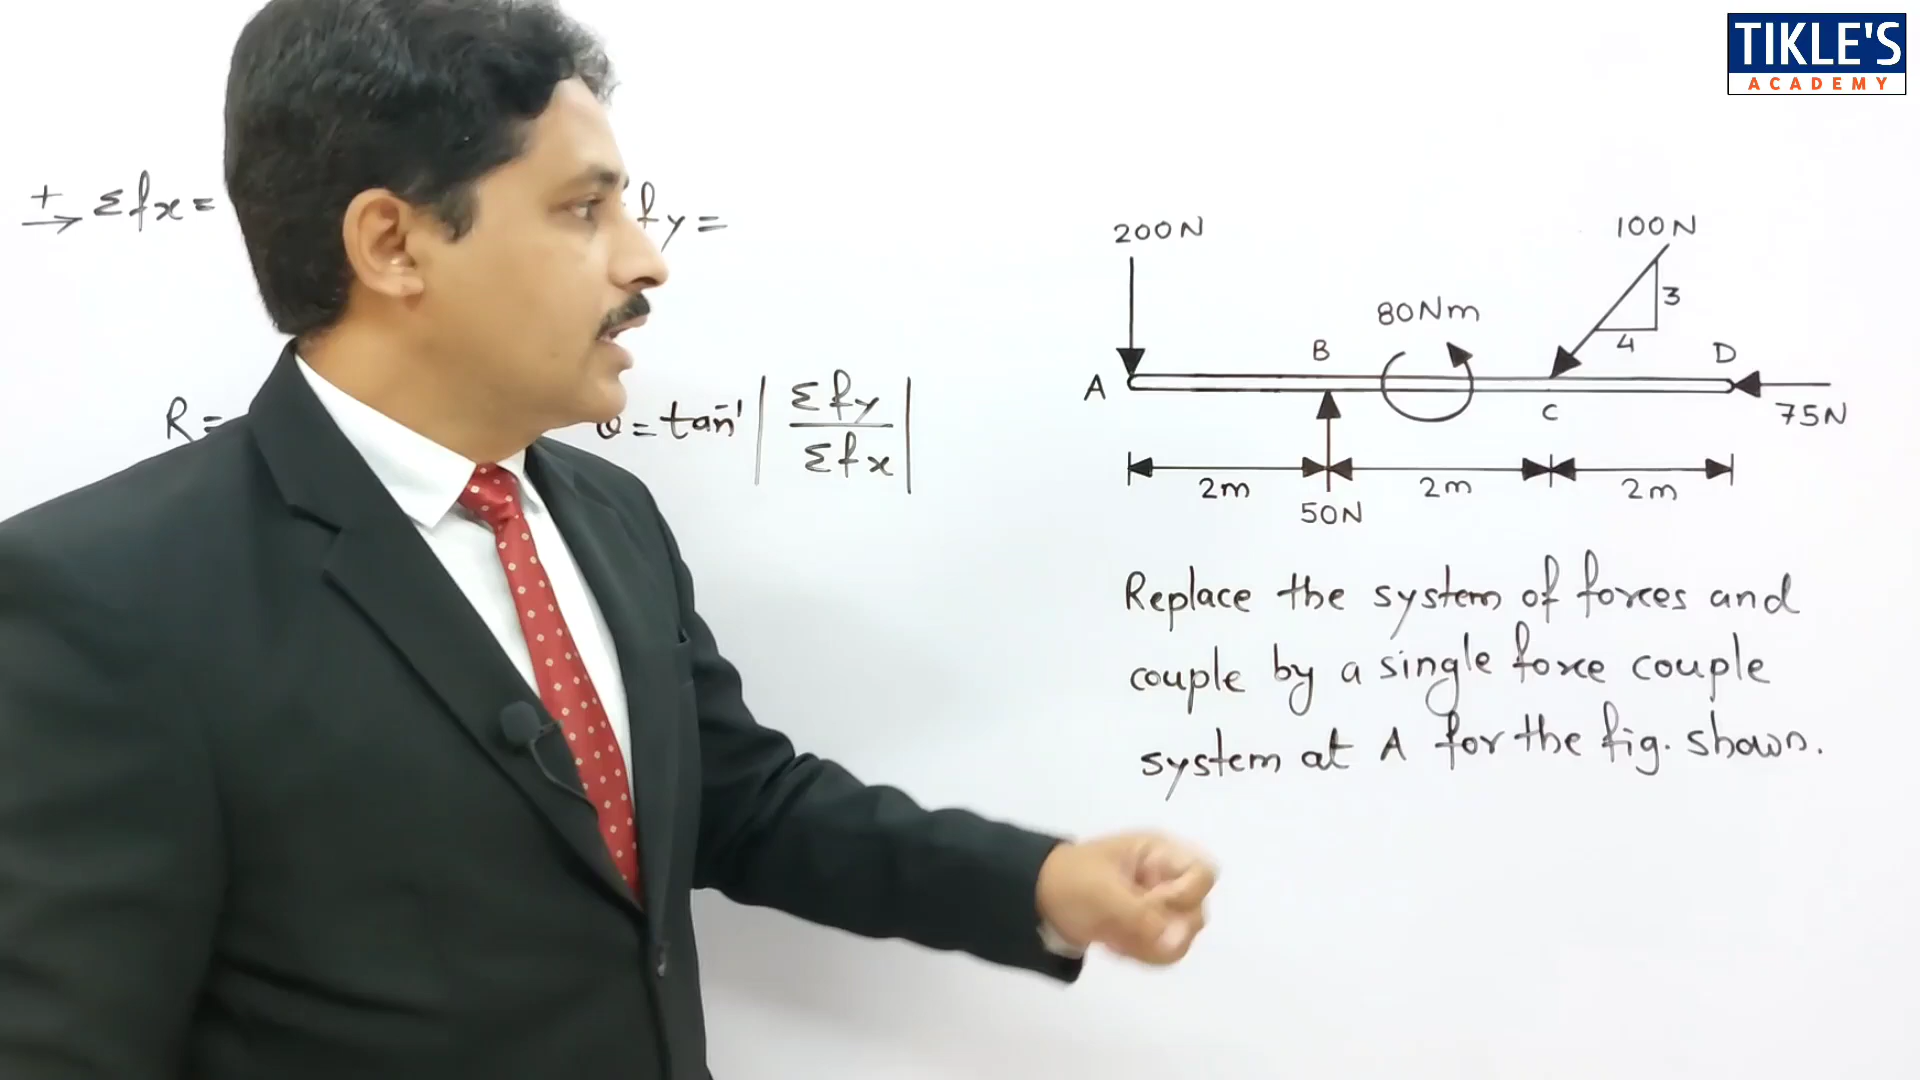 TIKLE'S
ACADEMY
+→ Σfx=
fy=
R=
θ = tan⁻¹ | Σfy / Σfx |
200N
100N
3
4
80Nm
A
B
C
D
75N
2m
2m
2m
50N
Replace the system of forces and
couple by a single force couple
system at A for the fig. shown.